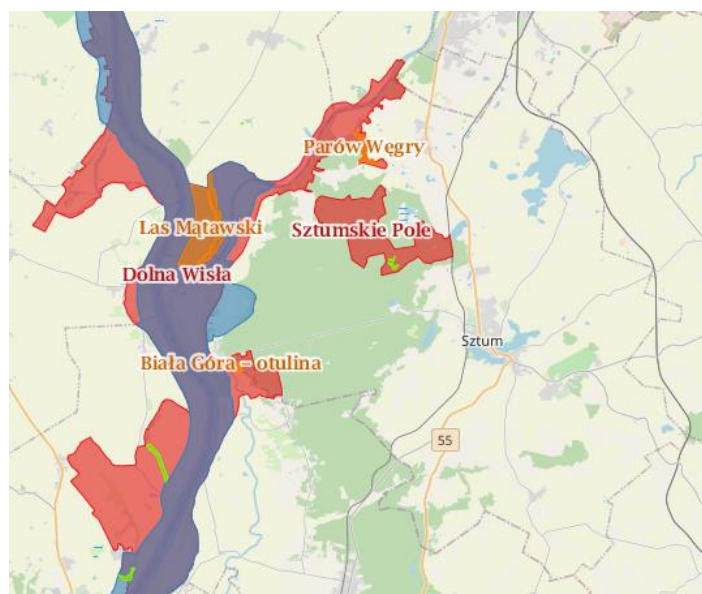 Parów Węgry
Las Mątawski
Sztumskie Pole
Dolna Wisła
Sztum
Biała Góra – otulina
55